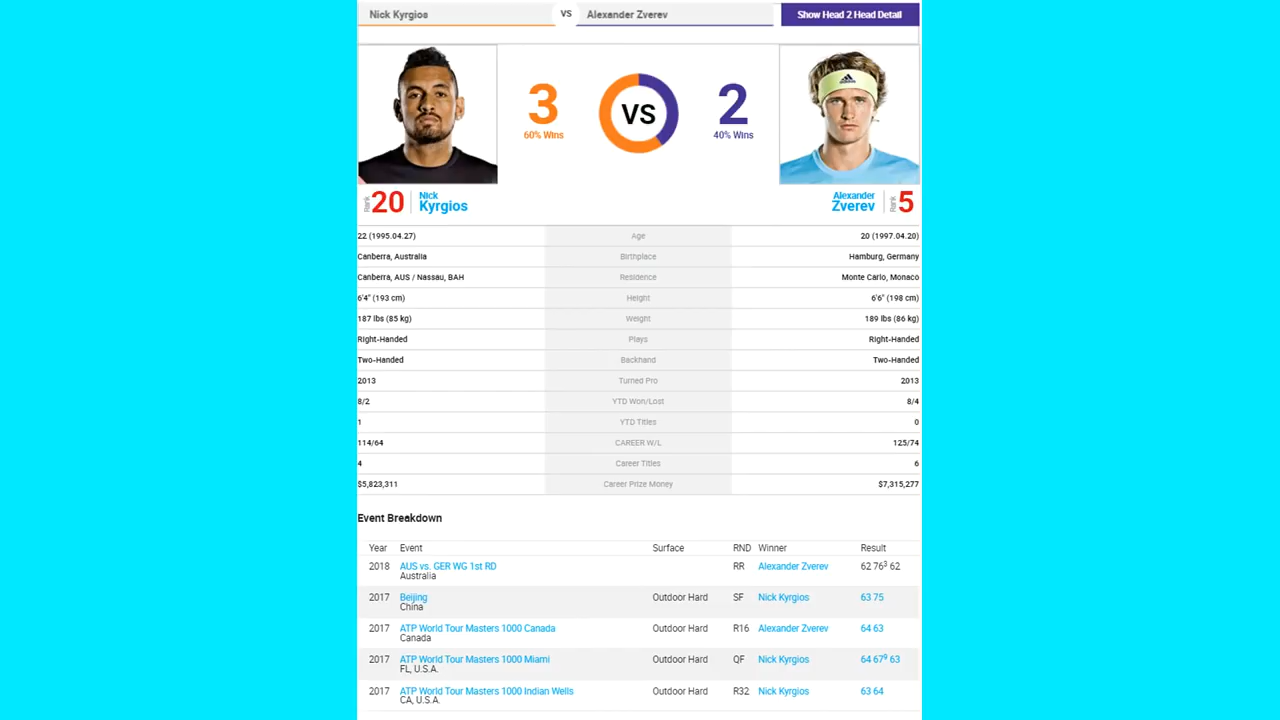 Nick Kyrgios VS Alexander Zverev Show Head 2 Head Detail
3 VS 2
60% Wins 40% Wins
Rank 20 Nick Kyrgios Alexander Zverev Rank 5
22 (1995.04.27) Age 20 (1997.04.20)
Canberra, Australia Birthplace Hamburg, Germany
Canberra, AUS / Nassau, BAH Residence Monte Carlo, Monaco
6'4" (193 cm) Height 6'6" (198 cm)
187 lbs (85 kg) Weight 189 lbs (86 kg)
Right-Handed Plays Right-Handed
Two-Handed Backhand Two-Handed
2013 Turned Pro 2013
8/2 YTD Won/Lost 8/4
1 YTD Titles 0
114/64 CAREER W/L 125/74
4 Career Titles 6
$5,823,311 Career Prize Money $7,315,277
Event Breakdown
Year Event Surface RND Winner Result
2018 AUS vs. GER WG 1st RD RR Alexander Zverev 62 76³ 62
Australia
2017 Beijing Outdoor Hard SF Nick Kyrgios 63 75
China
2017 ATP World Tour Masters 1000 Canada Outdoor Hard R16 Alexander Zverev 64 63
Canada
2017 ATP World Tour Masters 1000 Miami Outdoor Hard QF Nick Kyrgios 64 67⁹ 63
FL, U.S.A.
2017 ATP World Tour Masters 1000 Indian Wells Outdoor Hard R32 Nick Kyrgios 63 64
CA, U.S.A.